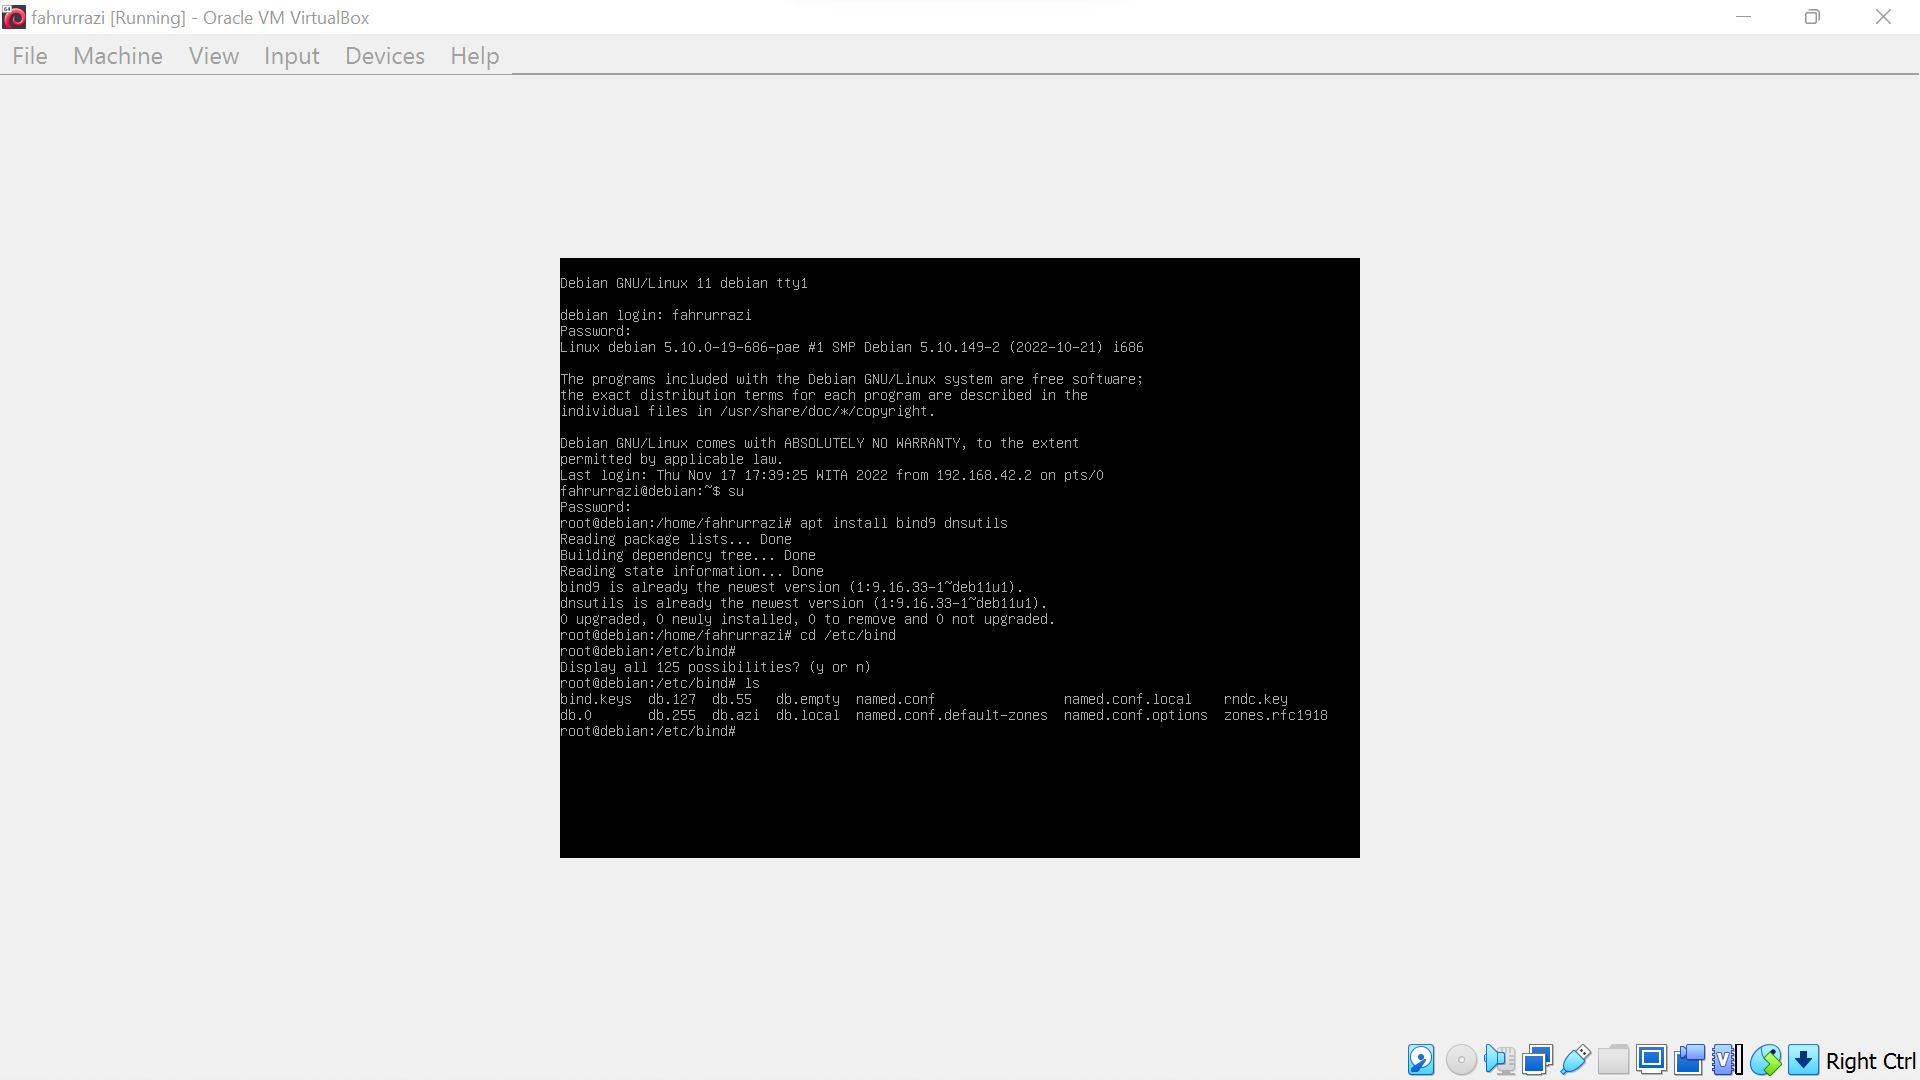 fahrurrazi [Running] - Oracle VM VirtualBox
File Machine View Input Devices Help
Debian GNU/Linux 11 debian tty1
debian login: fahrurrazi
Password:
Linux debian 5.10.0-19-686-pae #1 SMP Debian 5.10.149-2 (2022-10-21) i686
The programs included with the Debian GNU/Linux system are free software;
the exact distribution terms for each program are described in the
individual files in /usr/share/doc/*/copyright.
Debian GNU/Linux comes with ABSOLUTELY NO WARRANTY, to the extent
permitted by applicable law.
Last login: Thu Nov 17 17:39:25 WITA 2022 from 192.168.42.2 on pts/0
fahrurrazi@debian:~$ su
Password:
root@debian:/home/fahrurrazi# apt install bind9 dnsutils
Reading package lists... Done
Building dependency tree... Done
Reading state information... Done
bind9 is already the newest version (1:9.16.33-1~deb11u1).
dnsutils is already the newest version (1:9.16.33-1~deb11u1).
0 upgraded, 0 newly installed, 0 to remove and 0 not upgraded.
root@debian:/home/fahrurrazi# cd /etc/bind
root@debian:/etc/bind#
Display all 125 possibilities? (y or n)
root@debian:/etc/bind# ls
bind.keys  db.127  db.55   db.empty  named.conf                named.conf.local    rndc.key
db.0       db.255  db.azi  db.local  named.conf.default-zones  named.conf.options  zones.rfc1918
root@debian:/etc/bind#
Right Ctrl